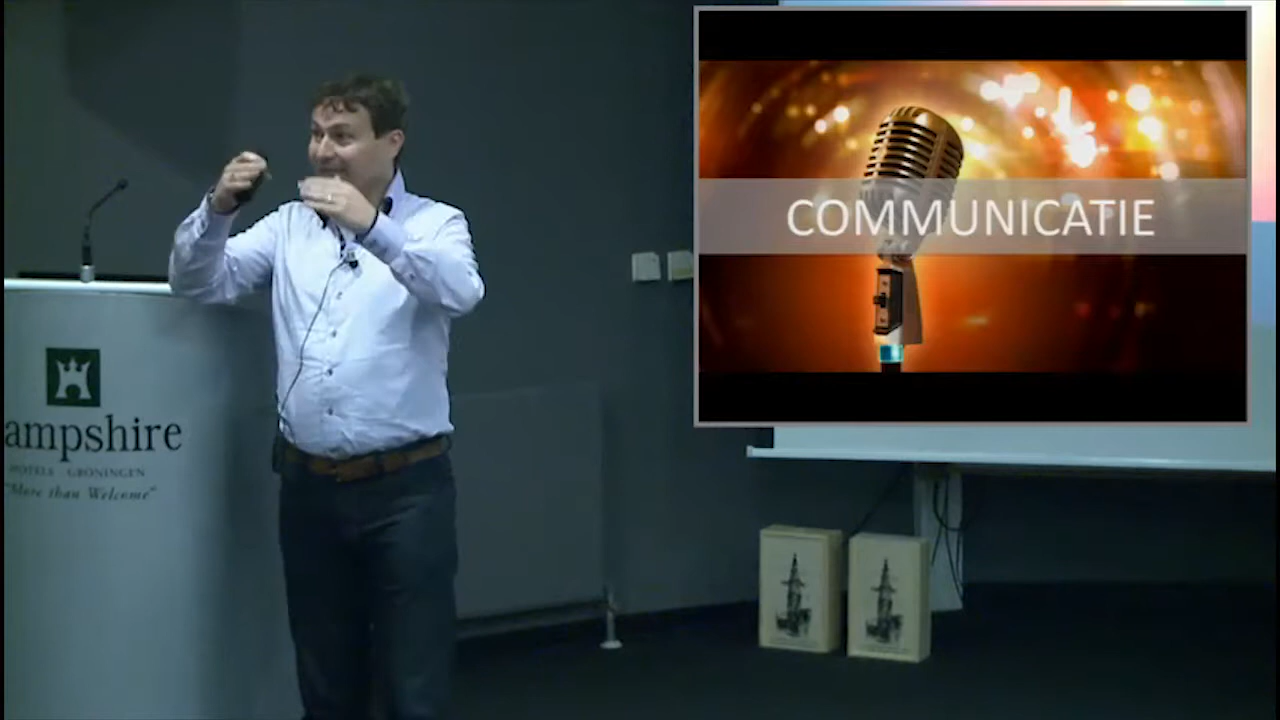 COMMUNICATIE
ampshire
HOTELS · GRONINGEN
"More than Welcome"